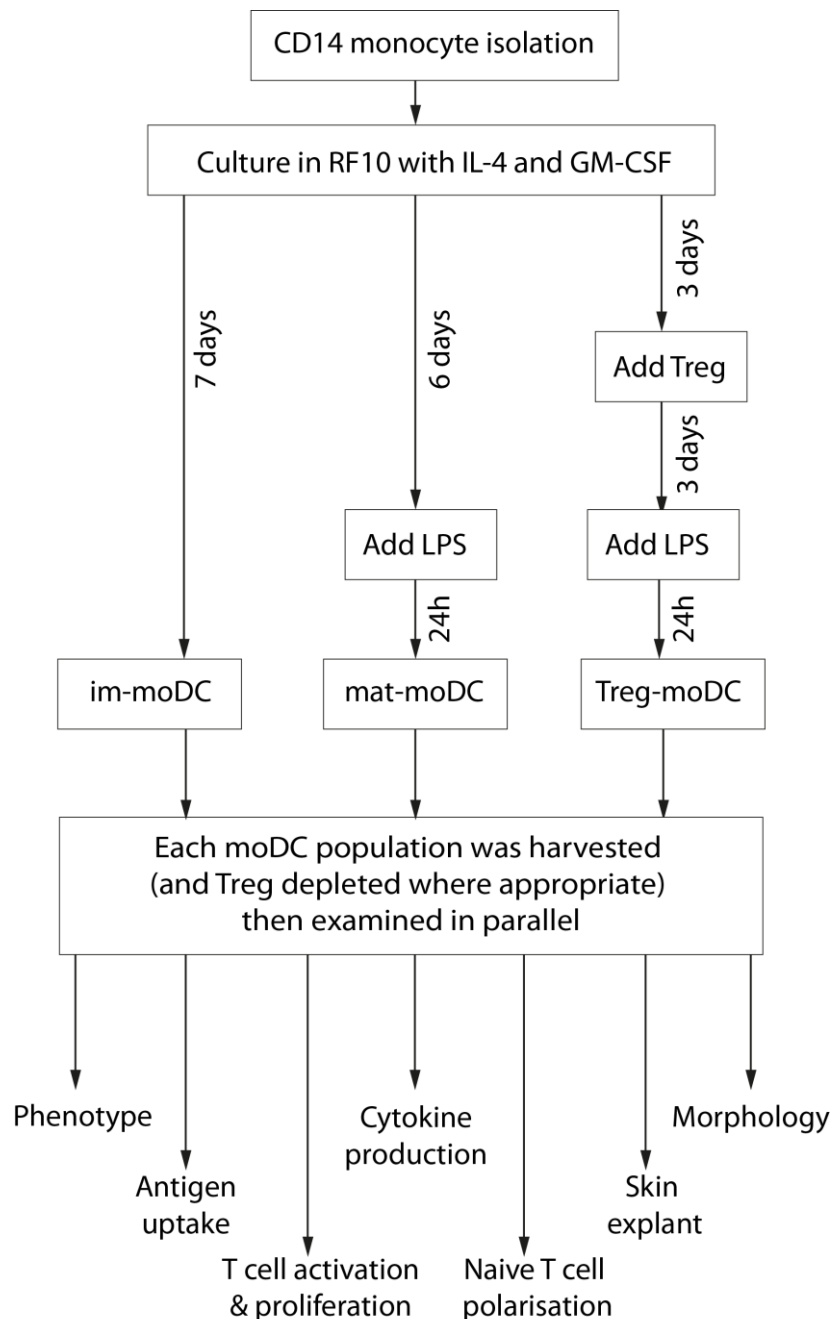 CD14 monocyte isolation
Culture in RF10 with IL-4 and GM-CSF
3 days
7 days
6 days
Add Treg
3 days
Add LPS
Add LPS
24h
24h
im-moDC
mat-moDC
Treg-moDC
Each moDC population was harvested
(and Treg depleted where appropriate)
then examined in parallel
Phenotype
Antigen
uptake
T cell activation
& proliferation
Cytokine
production
Naive T cell
polarisation
Skin
explant
Morphology